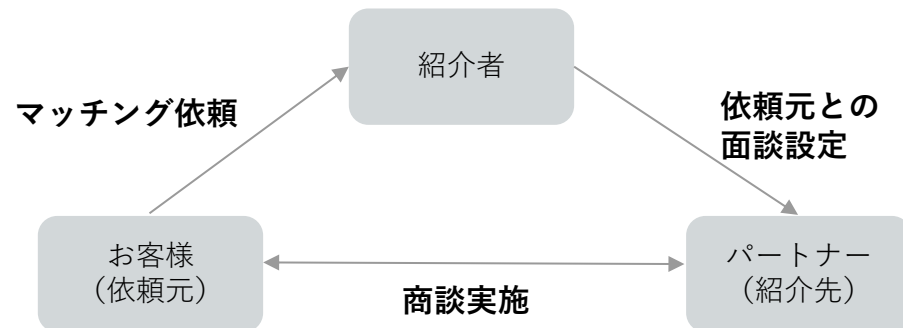 紹介者
マッチング依頼
依頼元との
面談設定
お客様
（依頼元）
パートナー
（紹介先）
商談実施